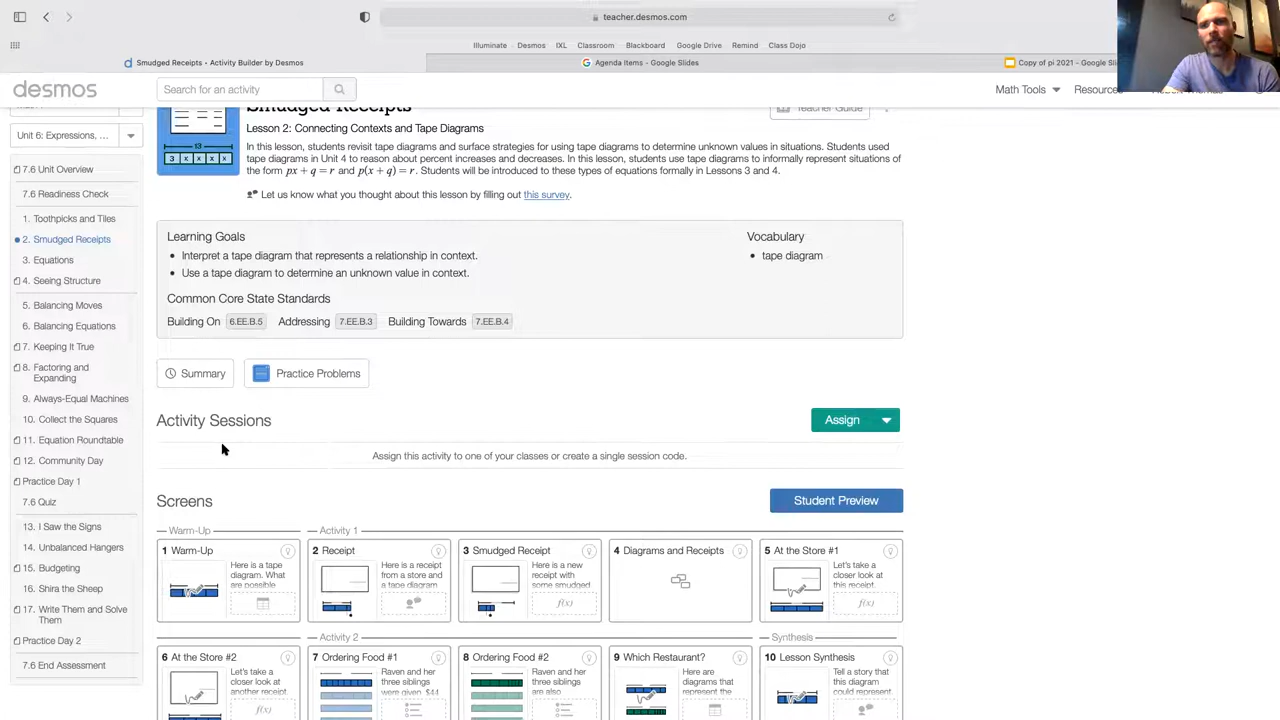 teacher.desmos.com
Illuminate Desmos IXL Classroom Blackboard Google Drive Remind Class Dojo
Smudged Receipts • Activity Builder by Desmos
Agenda Items - Google Slides
Copy of pi 2021 – Google Sli
desmos
Search for an activity
Math Tools
Resource
Unit 6: Expressions, ...
7.6 Unit Overview
7.6 Readiness Check
1. Toothpicks and Tiles
2. Smudged Receipts
3. Equations
4. Seeing Structure
5. Balancing Moves
6. Balancing Equations
7. Keeping It True
8. Factoring and
Expanding
9. Always-Equal Machines
10. Collect the Squares
11. Equation Roundtable
12. Community Day
Practice Day 1
7.6 Quiz
13. I Saw the Signs
14. Unbalanced Hangers
15. Budgeting
16. Shira the Sheep
17. Write Them and Solve
Them
Practice Day 2
7.6 End Assessment
Smudged Receipts
Teacher Guide
13
3 x x x x
Lesson 2: Connecting Contexts and Tape Diagrams
In this lesson, students revisit tape diagrams and surface strategies for using tape diagrams to determine unknown values in situations. Students used
tape diagrams in Unit 4 to reason about percent increases and decreases. In this lesson, students use tape diagrams to informally represent situations of
the form px + q = r and p(x + q) = r. Students will be introduced to these types of equations formally in Lessons 3 and 4.
Let us know what you thought about this lesson by filling out this survey.
Learning Goals
• Interpret a tape diagram that represents a relationship in context.
• Use a tape diagram to determine an unknown value in context.
Vocabulary
• tape diagram
Common Core State Standards
Building On 6.EE.B.5 Addressing 7.EE.B.3 Building Towards 7.EE.B.4
Summary
Practice Problems
Activity Sessions
Assign
Assign this activity to one of your classes or create a single session code.
Screens
Student Preview
Warm-Up
Activity 1
1 Warm-Up
Here is a tape
diagram. What
are possible
2 Receipt
Here is a receipt
from a store and
a tape diagram
3 Smudged Receipt
Here is a new
receipt with
some smudged
f(x)
4 Diagrams and Receipts
5 At the Store #1
Let's take a
closer look at
this receipt.
f(x)
Activity 2
Synthesis
6 At the Store #2
Let's take a
closer look at
another receipt.
f(x)
7 Ordering Food #1
Raven and her
three siblings
were given $44
8 Ordering Food #2
Raven and her
three siblings
are also
9 Which Restaurant?
Here are
diagrams that
represent the
10 Lesson Synthesis
Tell a story that
this diagram
could represent.